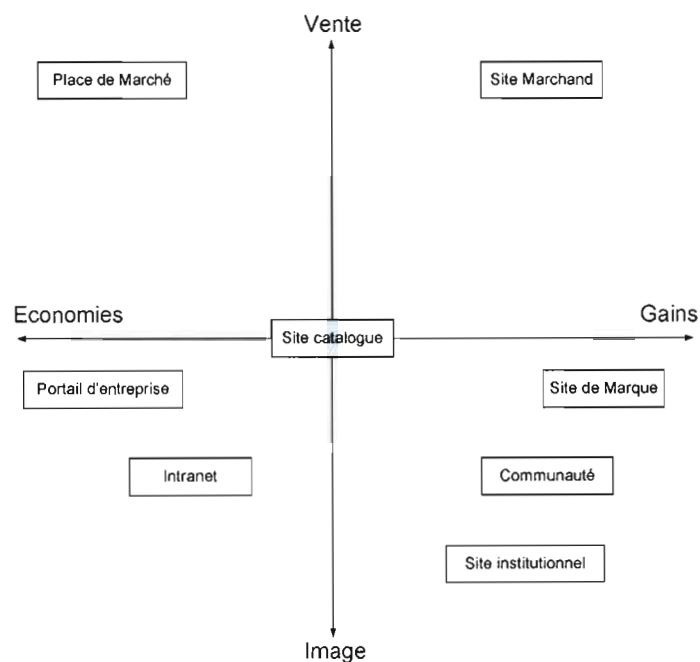 Vente
Place de Marché
Site Marchand
Economies
Gains
Site catalogue
Portail d'entreprise
Site de Marque
Intranet
Communauté
Site institutionnel
Image